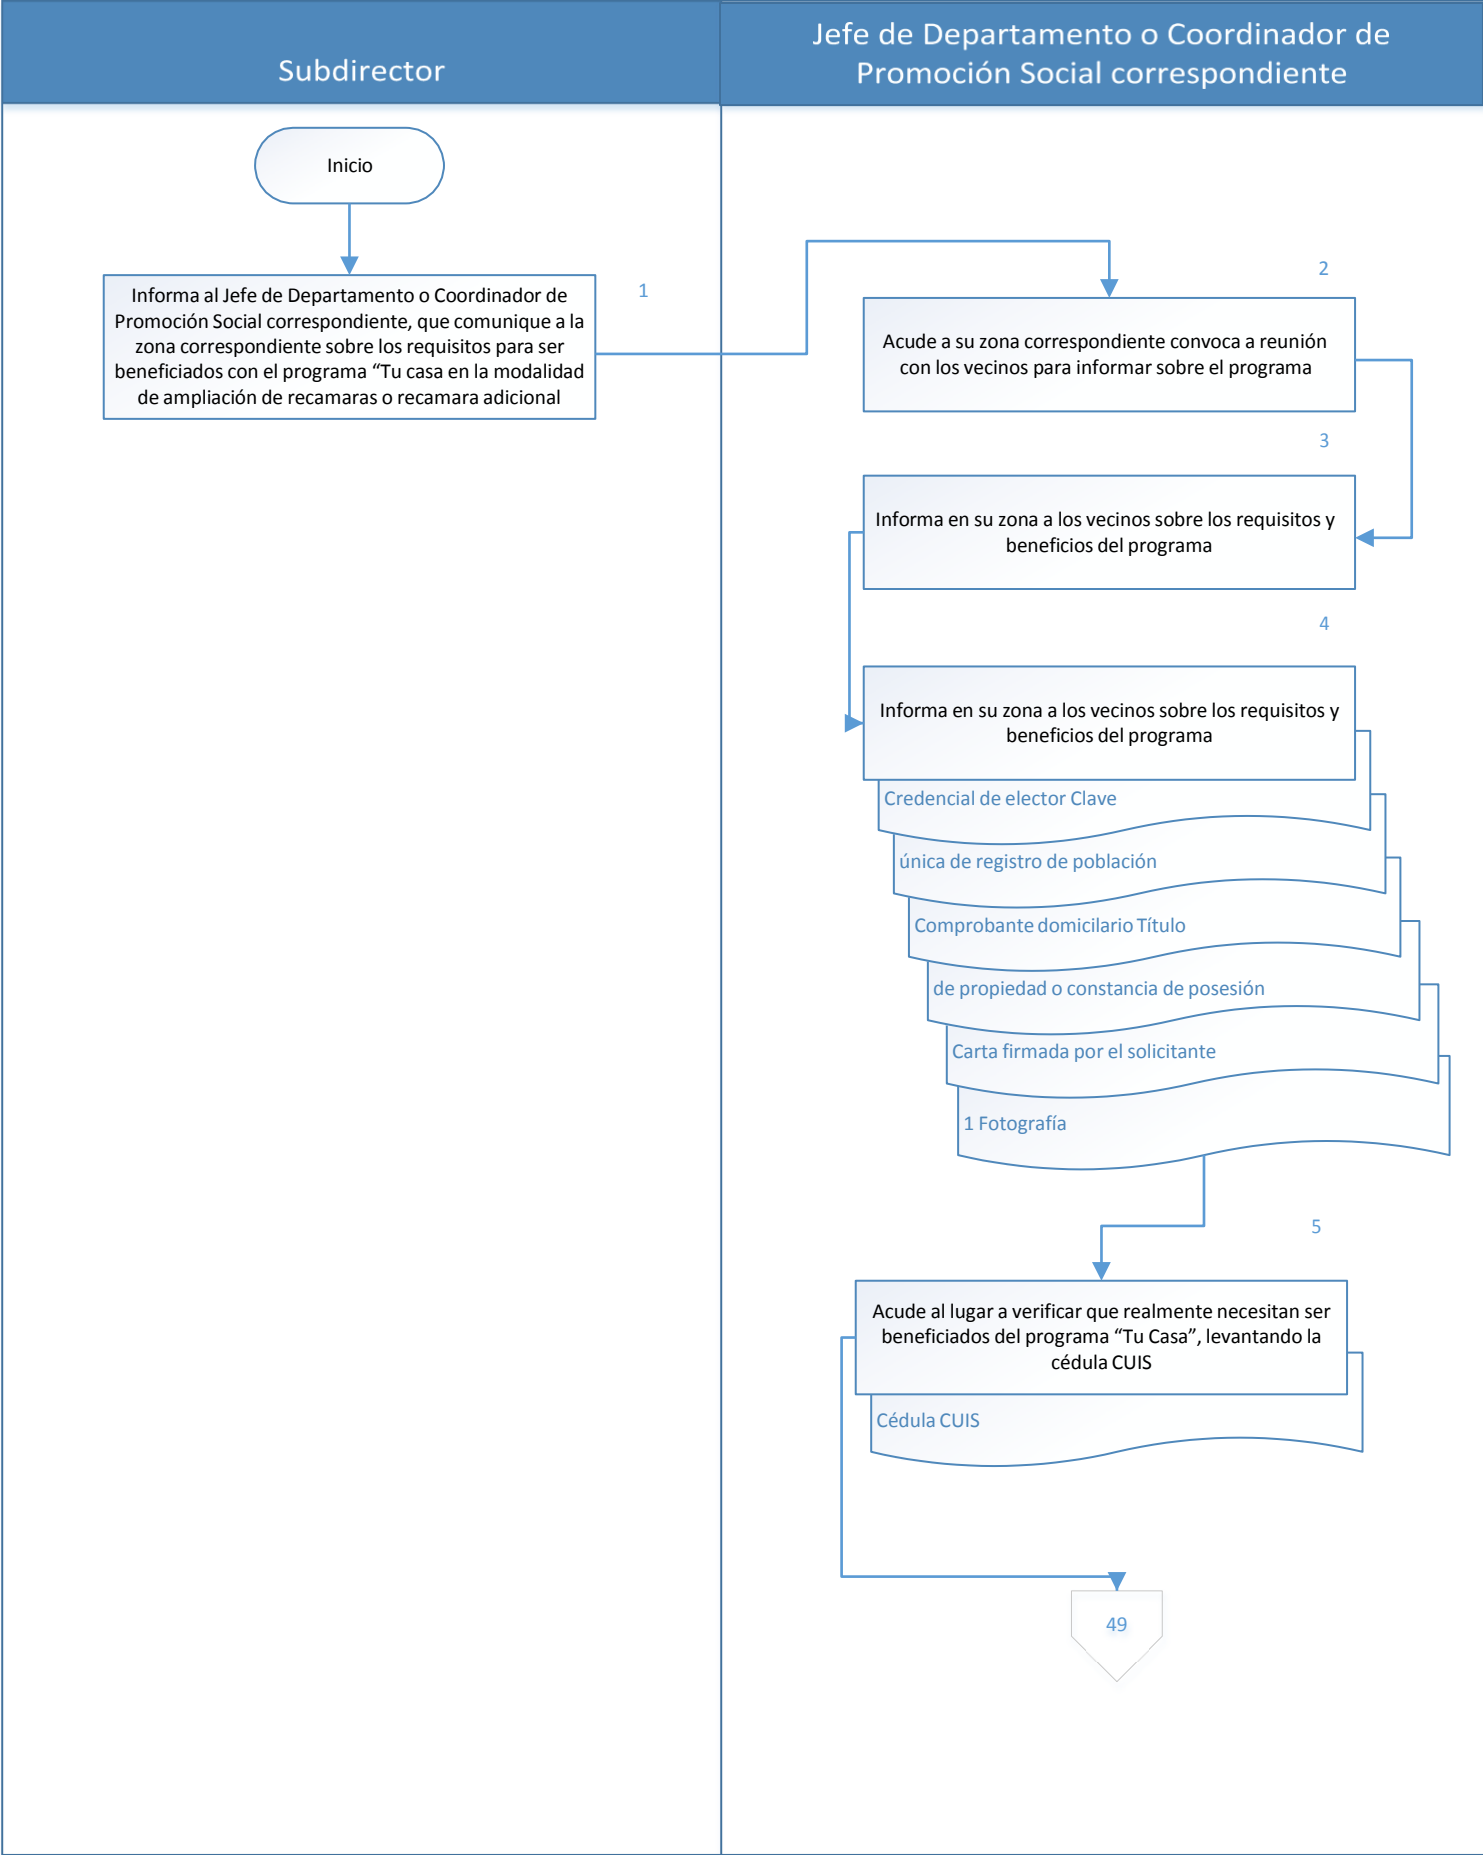 Subdirector
Jefe de Departamento o Coordinador de
Promoción Social correspondiente
Inicio
1
Informa al Jefe de Departamento o Coordinador de
Promoción Social correspondiente, que comunique a la
zona correspondiente sobre los requisitos para ser
beneficiados con el programa “Tu casa en la modalidad
de ampliación de recamaras o recamara adicional
2
Acude a su zona correspondiente convoca a reunión
con los vecinos para informar sobre el programa
3
Informa en su zona a los vecinos sobre los requisitos y
beneficios del programa
4
Informa en su zona a los vecinos sobre los requisitos y
beneficios del programa
Credencial de elector Clave
única de registro de población
Comprobante domicilario Título
de propiedad o constancia de posesión
Carta firmada por el solicitante
1 Fotografía
5
Acude al lugar a verificar que realmente necesitan ser
beneficiados del programa “Tu Casa”, levantando la
cédula CUIS
Cédula CUIS
49